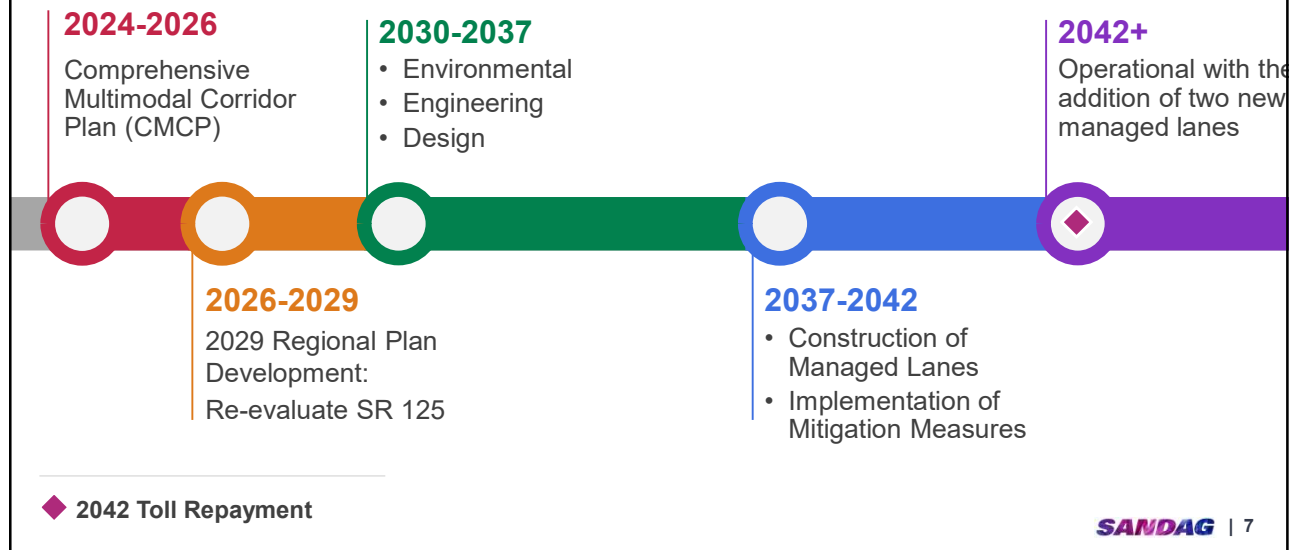 2024-2026
Comprehensive
Multimodal Corridor
Plan (CMCP)
2030-2037
• Environmental
• Engineering
• Design
2042+
Operational with the
addition of two new
managed lanes
2026-2029
2029 Regional Plan
Development:
Re-evaluate SR 125
2037-2042
• Construction of
Managed Lanes
• Implementation of
Mitigation Measures
2042 Toll Repayment
SANDAG | 7